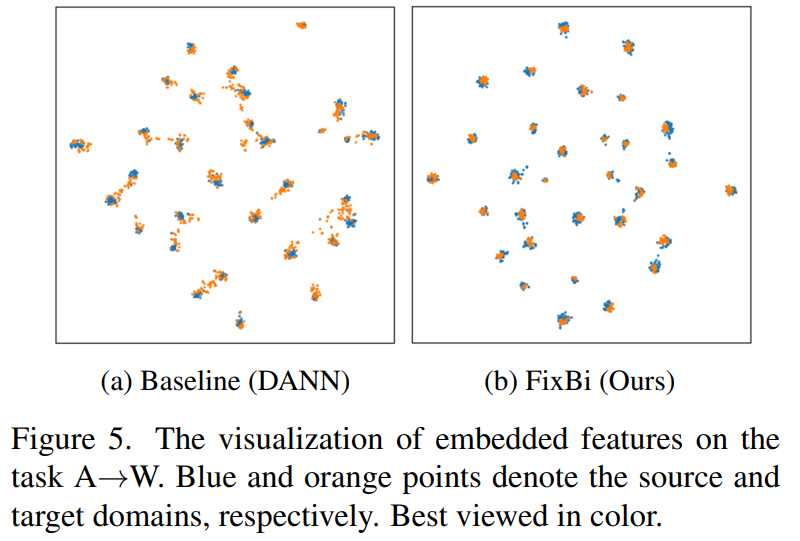 (a) Baseline (DANN)
(b) FixBi (Ours)
Figure 5. The visualization of embedded features on the
task A→W. Blue and orange points denote the source and
target domains, respectively. Best viewed in color.